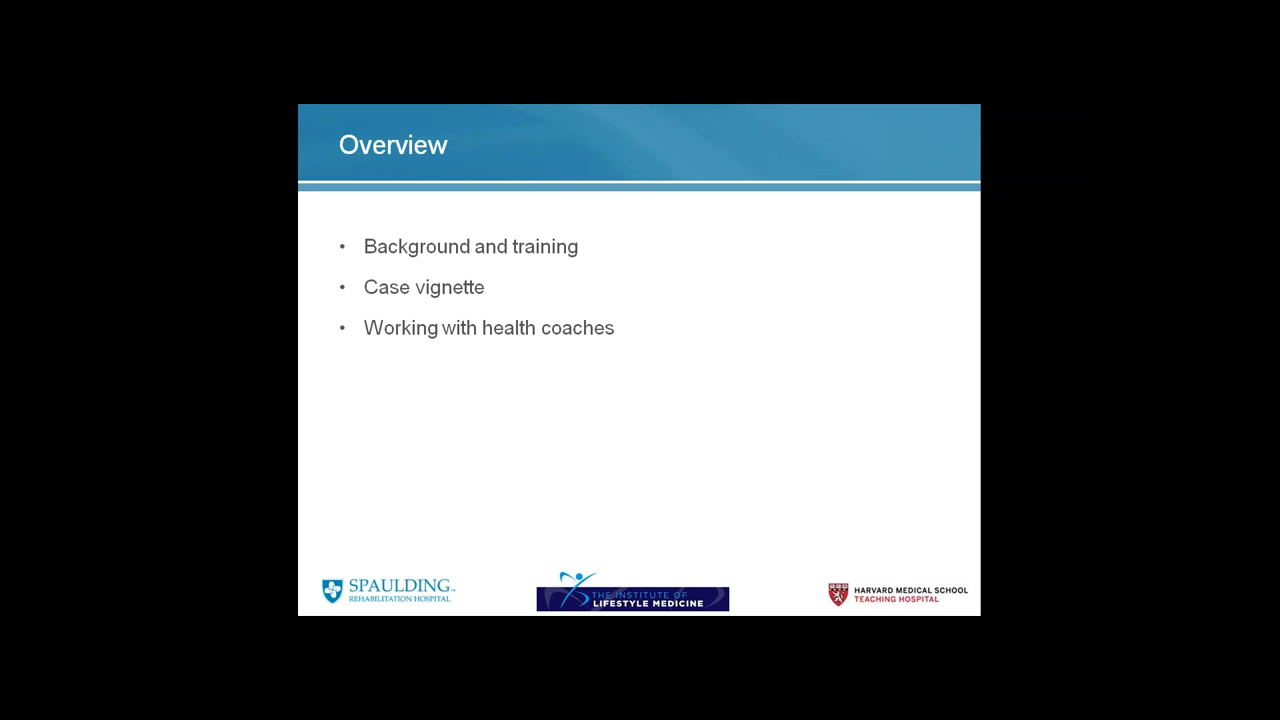 Overview
• Background and training
• Case vignette
• Working with health coaches
SPAULDING™
REHABILITATION HOSPITAL
THE INSTITUTE OF
LIFESTYLE MEDICINE
HARVARD MEDICAL SCHOOL
TEACHING HOSPITAL